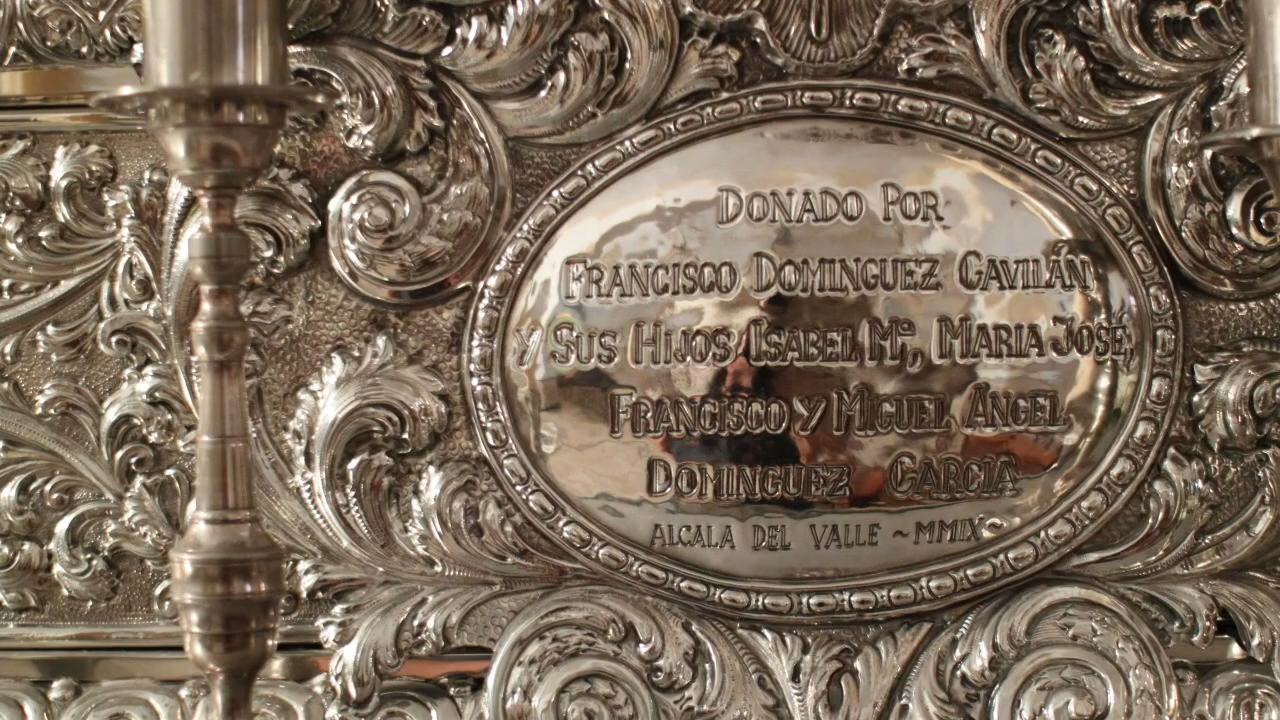 DONADO POR
FRANCISCO DOMINGUEZ GAVILÁN
Y SUS HIJOS ISABEL Mª, MARIA JOSÉ,
FRANCISCO Y MIGUEL ÁNGEL
DOMINGUEZ GARCIA
ALCALA DEL VALLE ~ MMIX ~